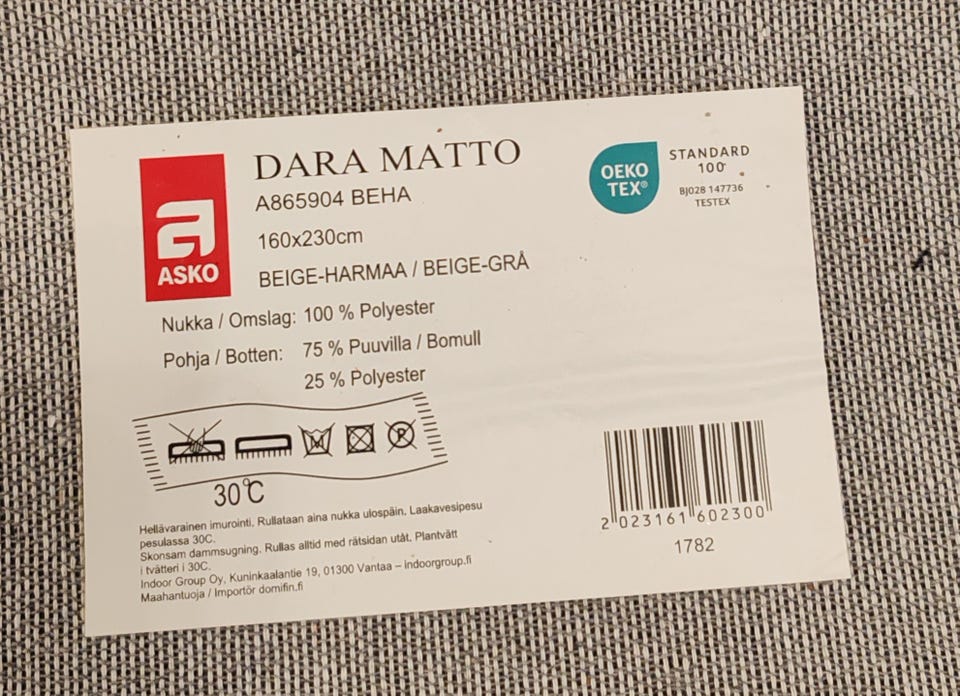 DARA MATTO
A865904 BEHA
160x230cm
BEIGE-HARMAA / BEIGE-GRÅ
ASKO
OEKO
TEX®
STANDARD
100
BJ028 147736
TESTEX
Nukka / Omslag: 100 % Polyester
Pohja / Botten: 75 % Puuvilla / Bomull
25 % Polyester
M
P
30°C
Hellävarainen imurointi. Rullataan aina nukka ulospäin. Laakavesipesu
pesulassa 30C.
Skonsam dammsugning. Rullas alltid med rätsidan utåt. Plantvätt
i tvätteri i 30C.
Indoor Group Oy, Kuninkaalantie 19, 01300 Vantaa – indoorgroup.fi
Maahantuoja / Importör domifin.fi
2 023161 602300
1782